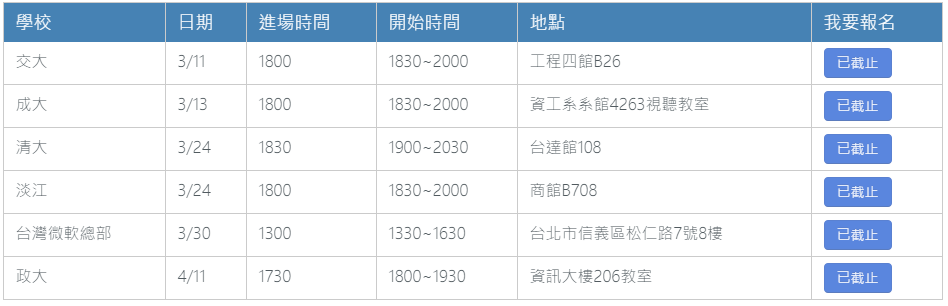 學校 日期 進場時間 開始時間 地點 我要報名
交大 3/11 1800 1830~2000 工程四館B26 已截止
成大 3/13 1800 1830~2000 資工系系館4263視聽教室 已截止
清大 3/24 1830 1900~2030 台達館108 已截止
淡江 3/24 1800 1830~2000 商館B708 已截止
台灣微軟總部 3/30 1300 1330~1630 台北市信義區松仁路7號8樓 已截止
政大 4/11 1730 1800~1930 資訊大樓206教室 已截止